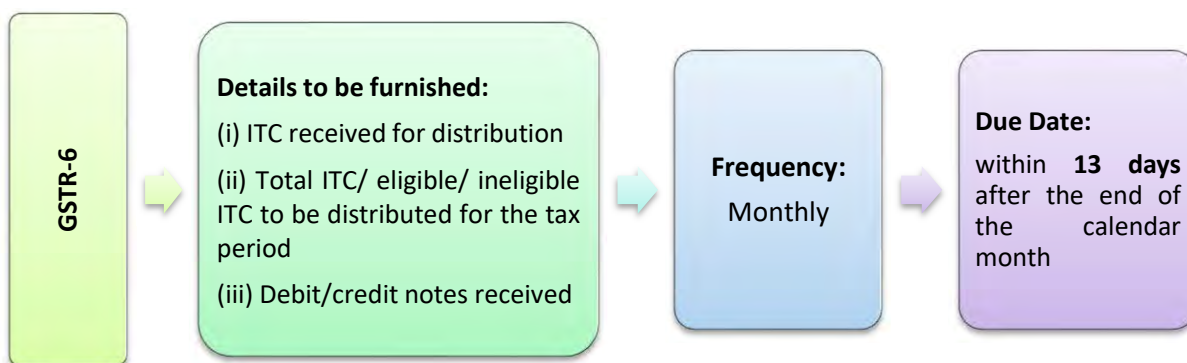 GSTR-6
Details to be furnished:
(i) ITC received for distribution
(ii) Total ITC/ eligible/ ineligible
ITC to be distributed for the tax
period
(iii) Debit/credit notes received
Frequency:
Monthly
Due Date:
within 13 days
after the end of
the calendar
month